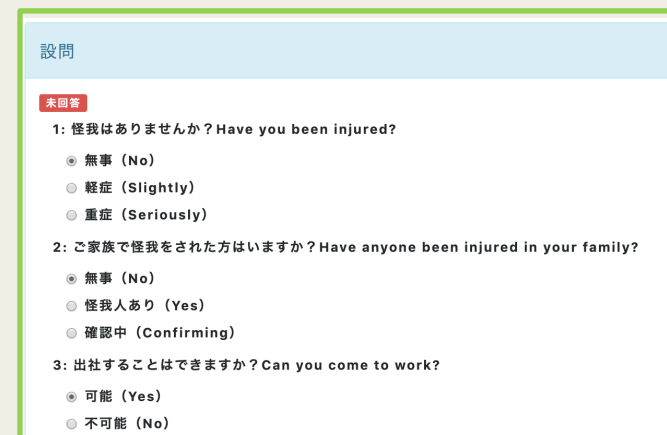 設問
未回答
1: 怪我はありませんか？Have you been injured?
無事（No）
軽症（Slightly）
重症（Seriously）
2: ご家族で怪我をされた方はいますか？Have anyone been injured in your family?
無事（No）
怪我人あり（Yes）
確認中（Confirming）
3: 出社することはできますか？Can you come to work?
可能（Yes）
不可能（No）